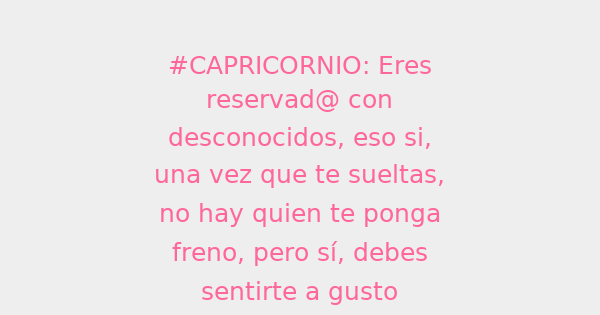 #CAPRICORNIO: Eres
reservad@ con
desconocidos, eso si,
una vez que te sueltas,
no hay quien te ponga
freno, pero sí, debes
sentirte a gusto